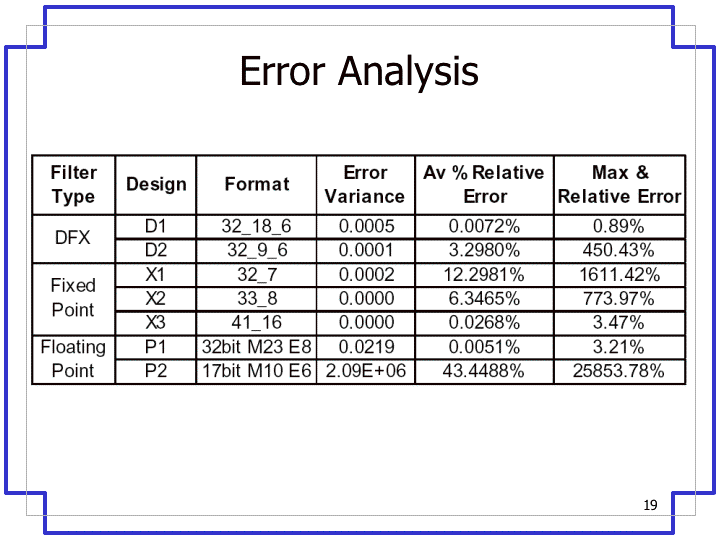 Error Analysis
Filter Type Design Format Error Variance Av % Relative Error Max & Relative Error
DFX D1 32_18_6 0.0005 0.0072% 0.89%
D2 32_9_6 0.0001 3.2980% 450.43%
Fixed Point X1 32_7 0.0002 12.2981% 1611.42%
X2 33_8 0.0000 6.3465% 773.97%
X3 41_16 0.0000 0.0268% 3.47%
Floating Point P1 32bit M23 E8 0.0219 0.0051% 3.21%
P2 17bit M10 E6 2.09E+06 43.4488% 25853.78%
19